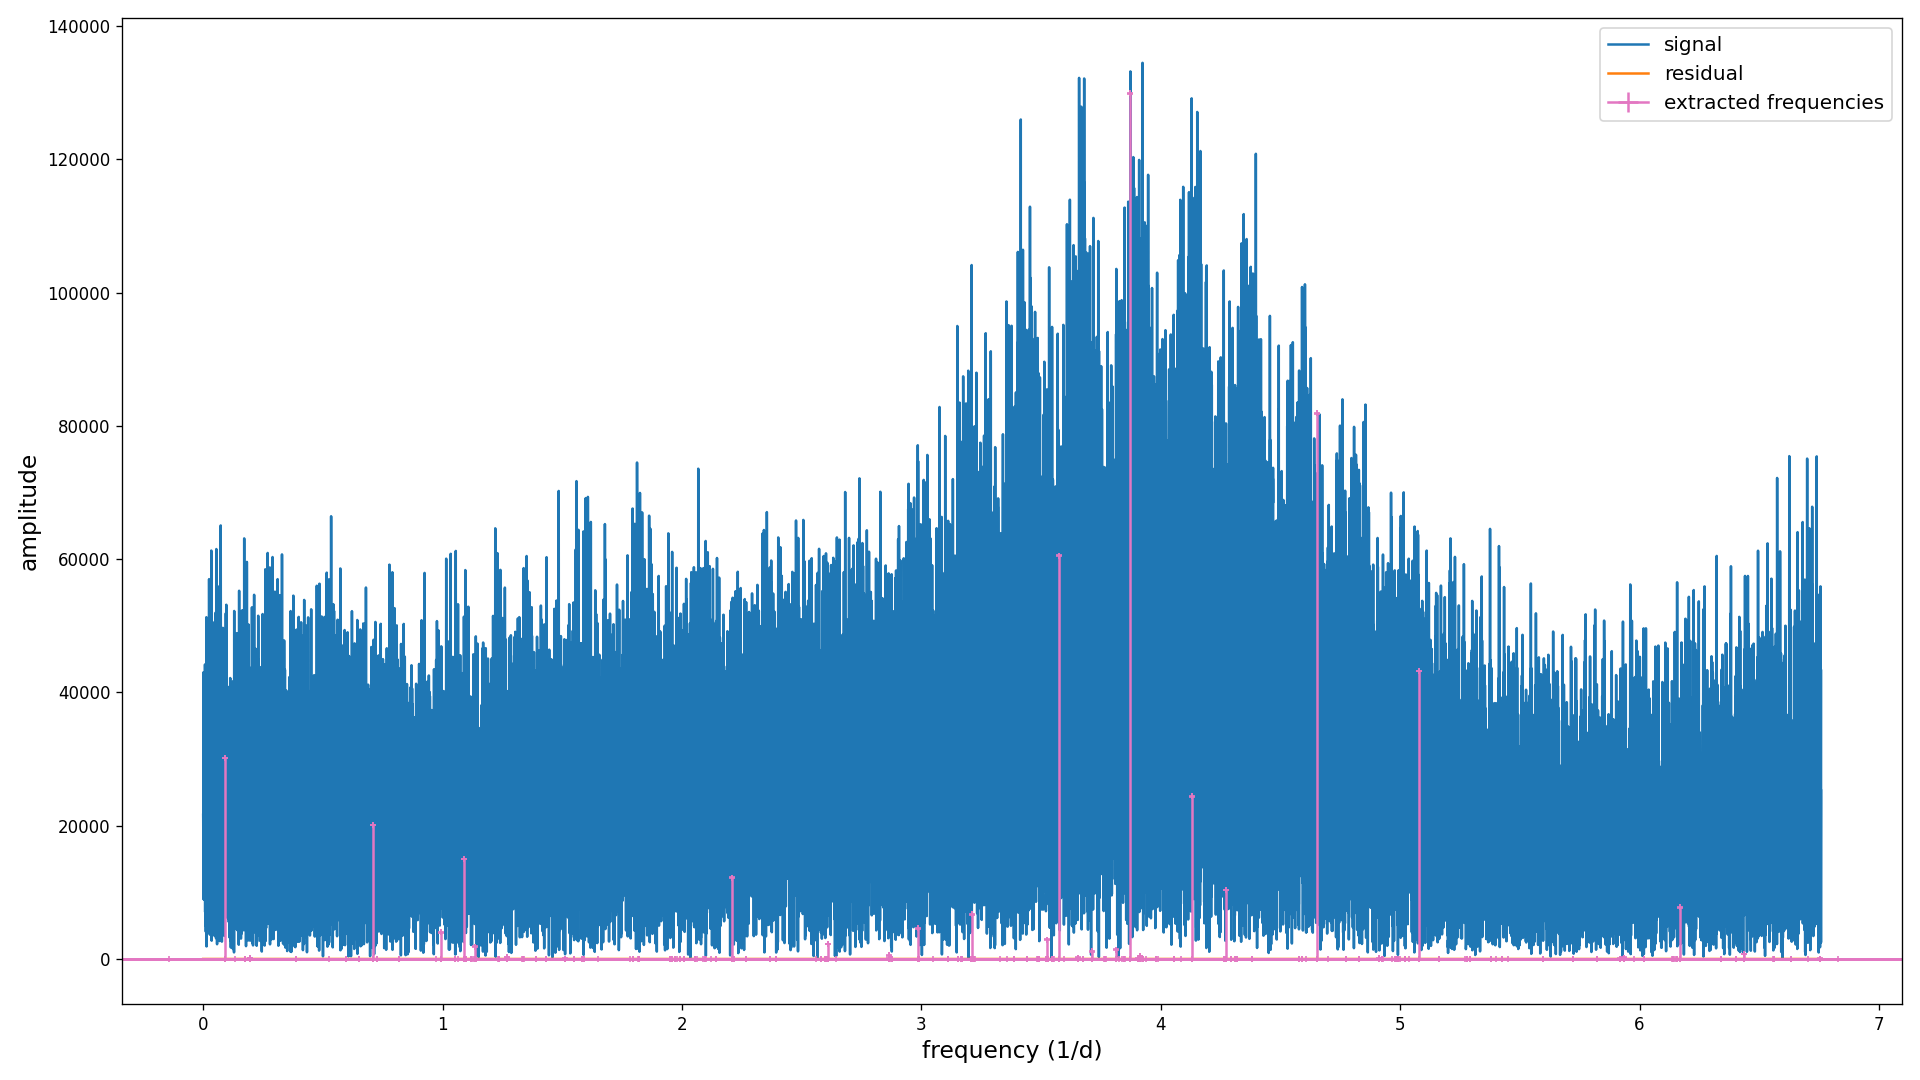 140000
120000
100000
80000
60000
40000
20000
0
amplitude
signal
residual
extracted frequencies
0 1 2 3 4 5 6 7
frequency (1/d)